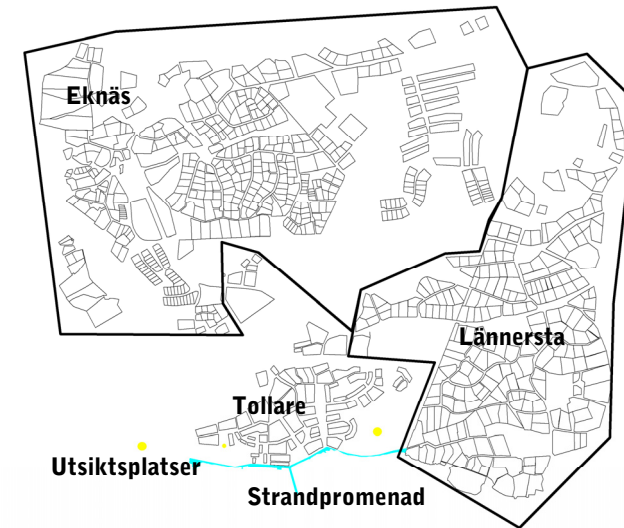 Eknäs
Lännersta
Tollare
Utsiktsplatser
Strandpromenad